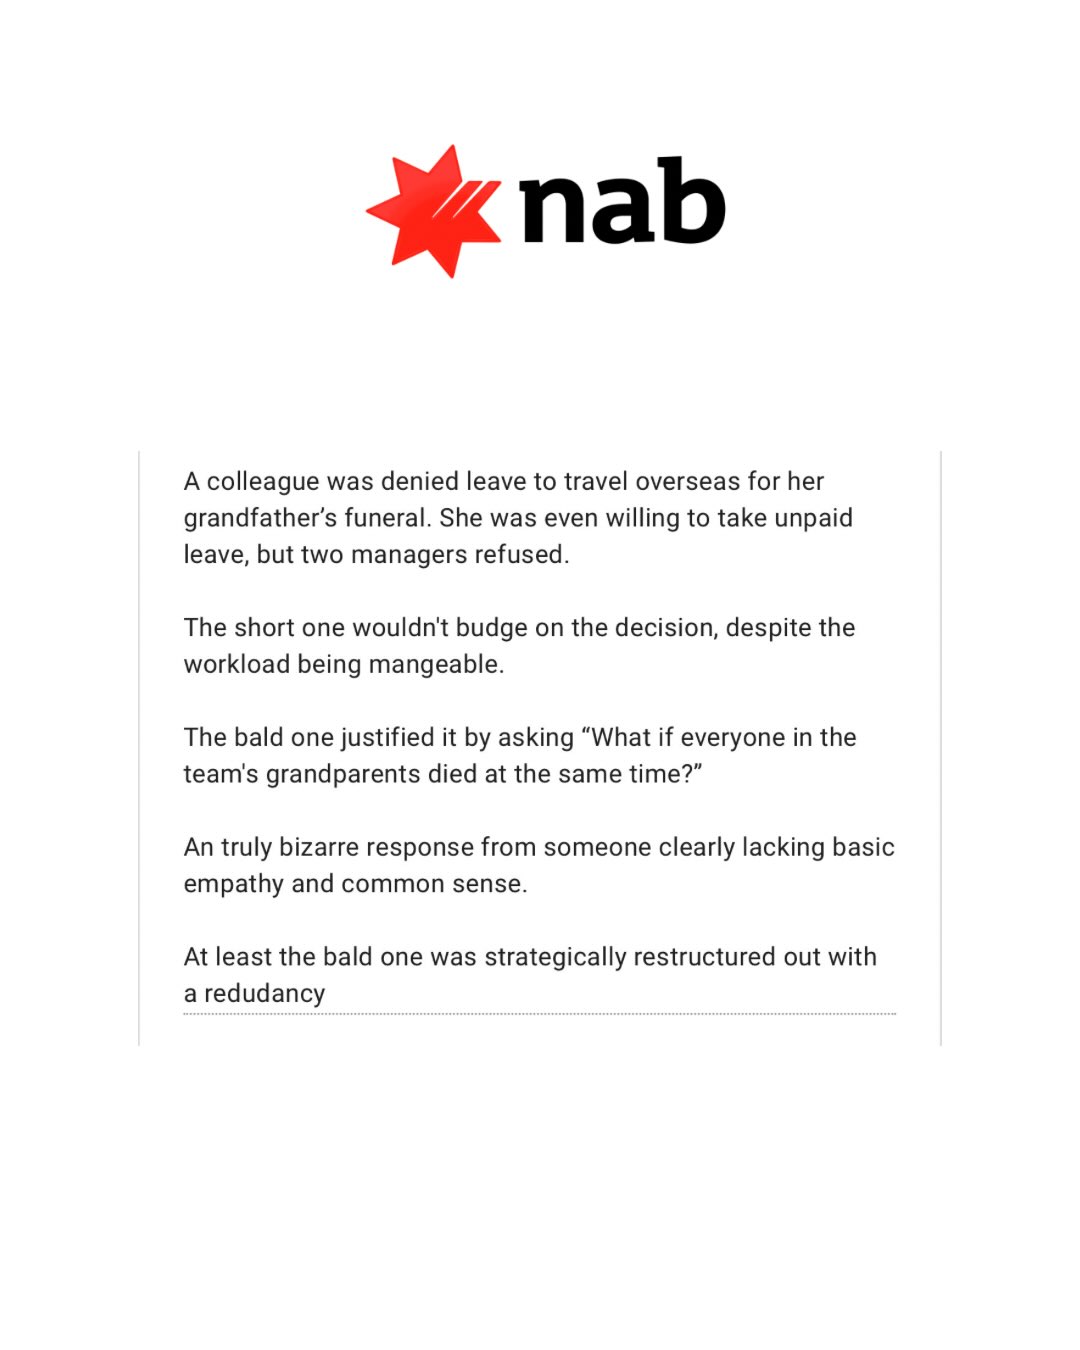 nab
A colleague was denied leave to travel overseas for her
grandfather’s funeral. She was even willing to take unpaid
leave, but two managers refused.
The short one wouldn't budge on the decision, despite the
workload being mangeable.
The bald one justified it by asking “What if everyone in the
team's grandparents died at the same time?”
An truly bizarre response from someone clearly lacking basic
empathy and common sense.
At least the bald one was strategically restructured out with
a redudancy